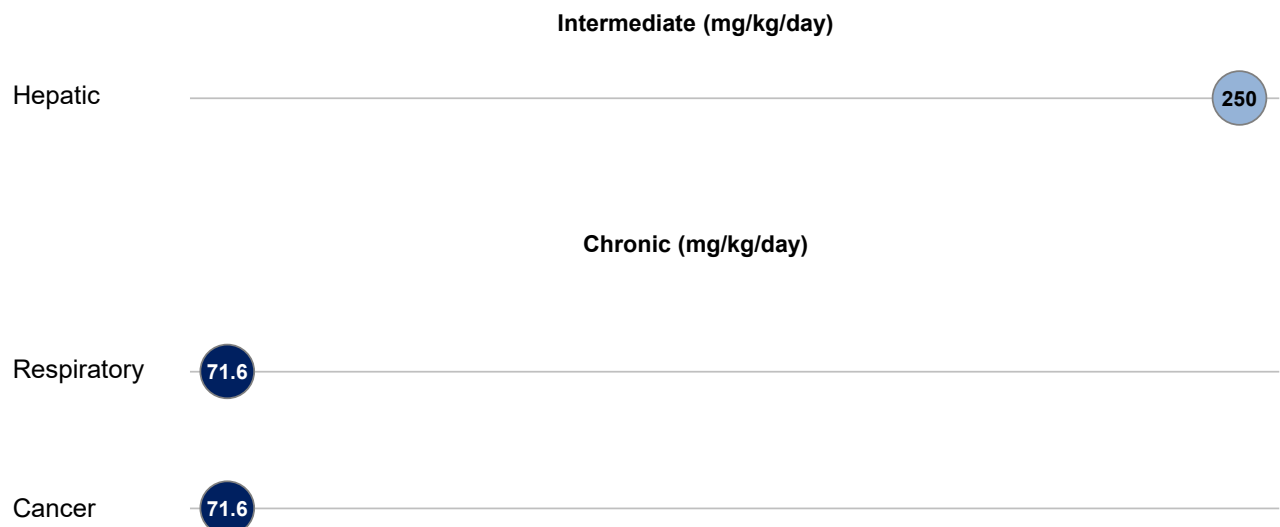 Intermediate (mg/kg/day)
Hepatic 250
Chronic (mg/kg/day)
Respiratory 71.6
Cancer 71.6